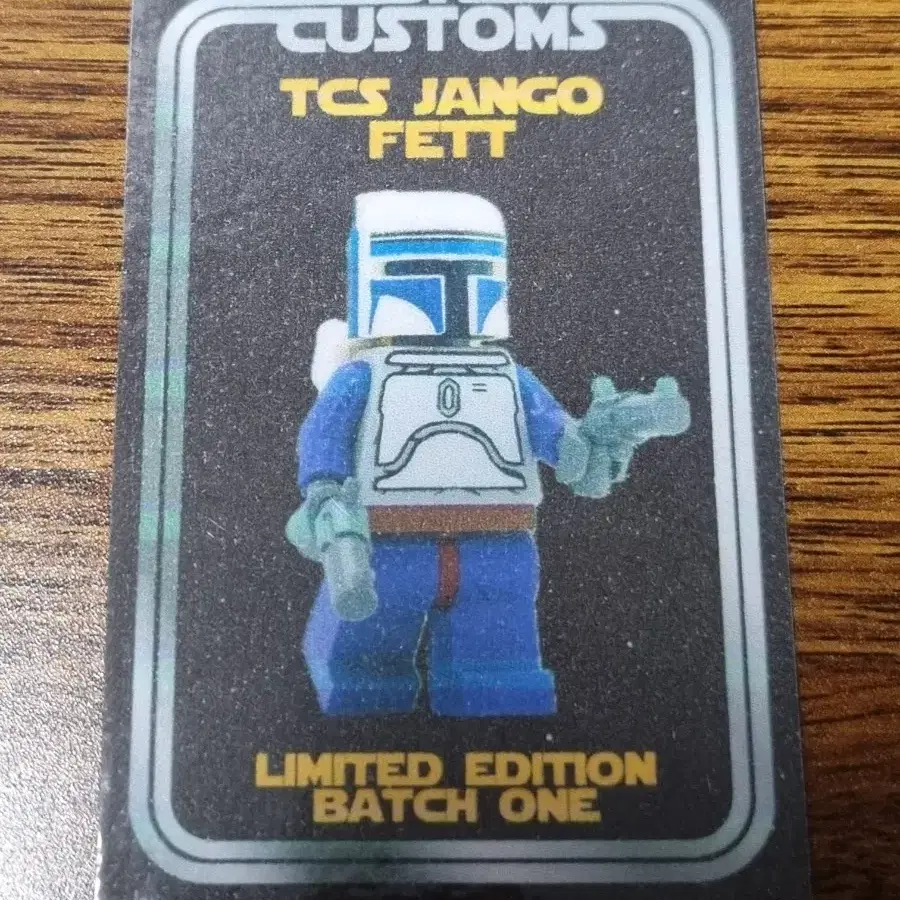 CUSTOMS
TCS JANGO
FETT
LIMITED EDITION
BATCH ONE